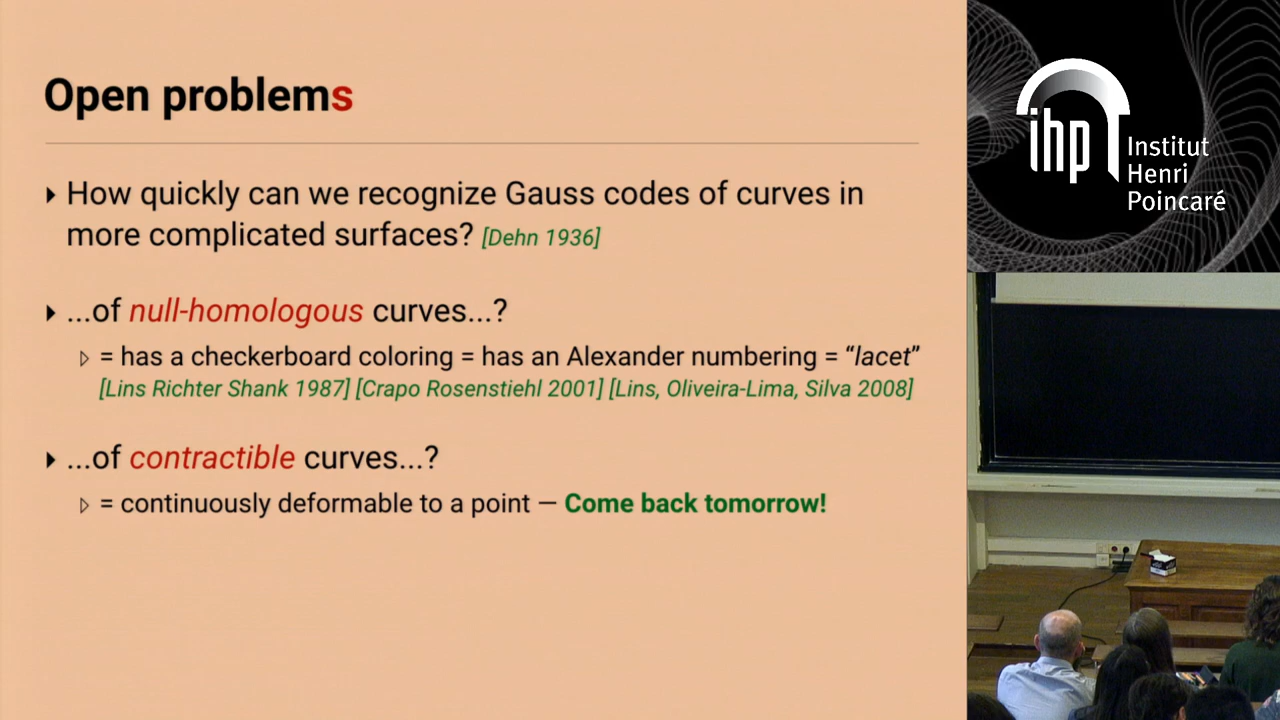 Open problems
‣ How quickly can we recognize Gauss codes of curves in
more complicated surfaces? [Dehn 1936]
‣ ...of null-homologous curves...?
▹ = has a checkerboard coloring = has an Alexander numbering = “lacet”
[Lins Richter Shank 1987] [Crapo Rosenstiehl 2001] [Lins, Oliveira-Lima, Silva 2008]
‣ ...of contractible curves...?
▹ = continuously deformable to a point — Come back tomorrow!
ihp
Institut
Henri
Poincaré